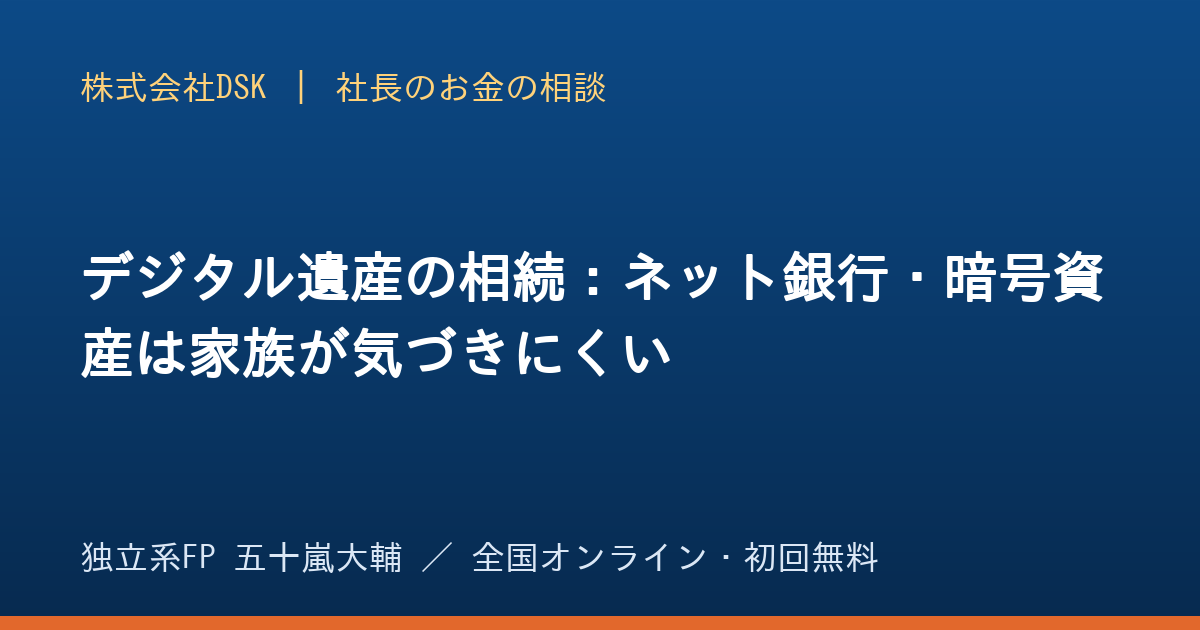 株式会社DSK ｜ 社長のお金の相談
デジタル遺産の相続：ネット銀行・暗号資
産は家族が気づきにくい
独立系FP 五十嵐大輔 ／ 全国オンライン・初回無料